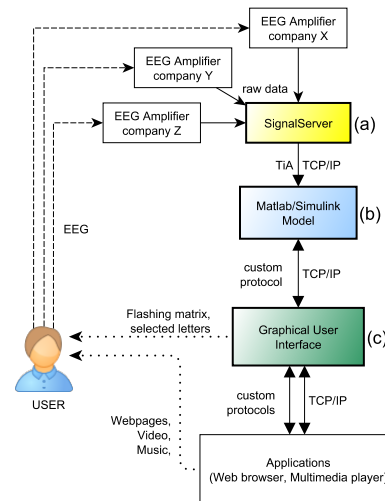 EEG Amplifier
company X
EEG Amplifier
company Y
raw data
EEG Amplifier
company Z
SignalServer
(a)
TiA TCP/IP
Matlab/Simulink
Model
(b)
EEG
custom
protocol
TCP/IP
Flashing matrix,
selected letters
Graphical User
Interface
(c)
USER
custom
protocols
TCP/IP
Webpages,
Video,
Music,
Applications
(Web browser, Multimedia player)